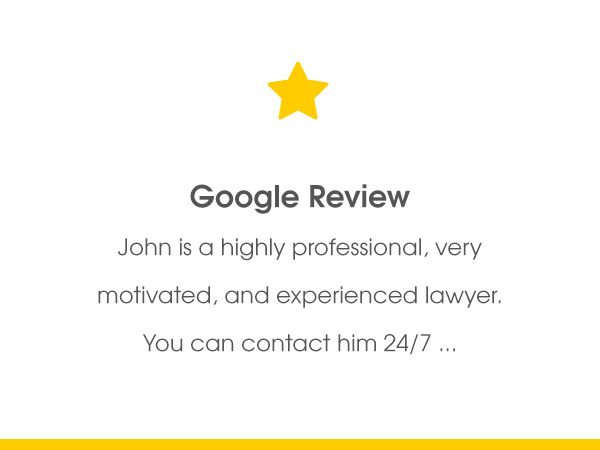 Google Review
John is a highly professional, very
motivated, and experienced lawyer.
You can contact him 24/7 ...